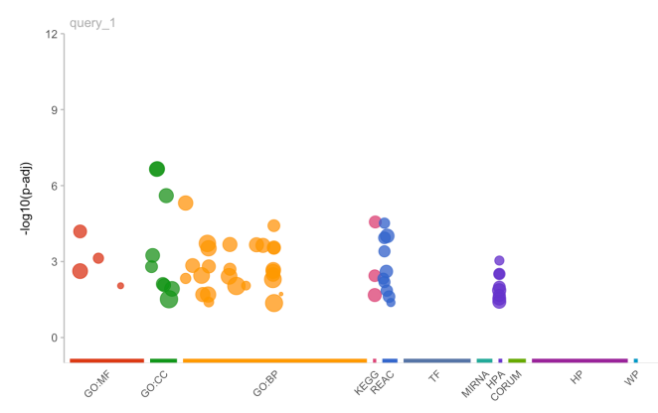 query_1
12
9
6
3
0
-log10(p-adj)
GO:MF
GO:CC
GO:BP
KEGG
REAC
TF
MIRNA
HPA
CORUM
HP
WP